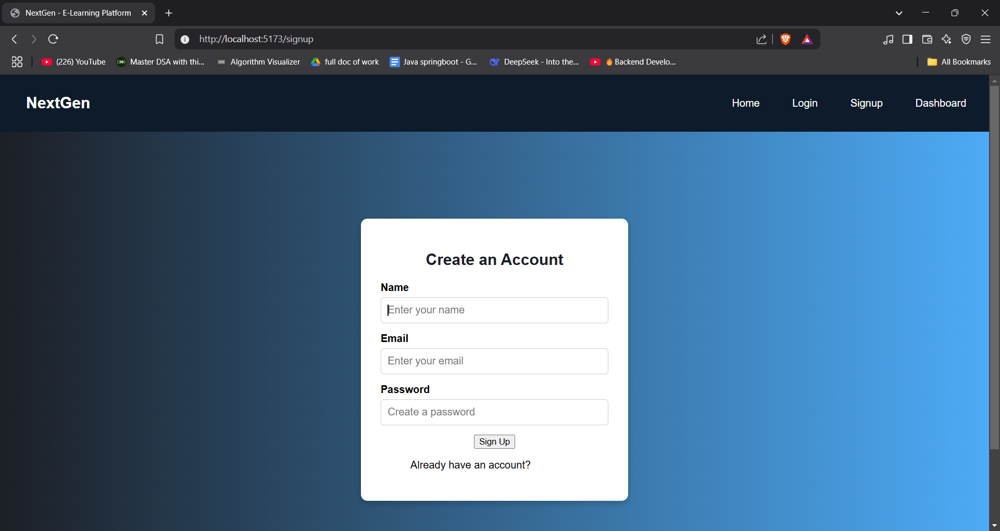 NextGen - E-Learning Platform
http://localhost:5173/signup
(226) YouTube
Master DSA with thi...
Algorithm Visualizer
full doc of work
Java springboot - G...
DeepSeek - Into the...
🔥Backend Develo...
All Bookmarks
NextGen
Home
Login
Signup
Dashboard
Create an Account
Name
Enter your name
Email
Enter your email
Password
Create a password
Sign Up
Already have an account?